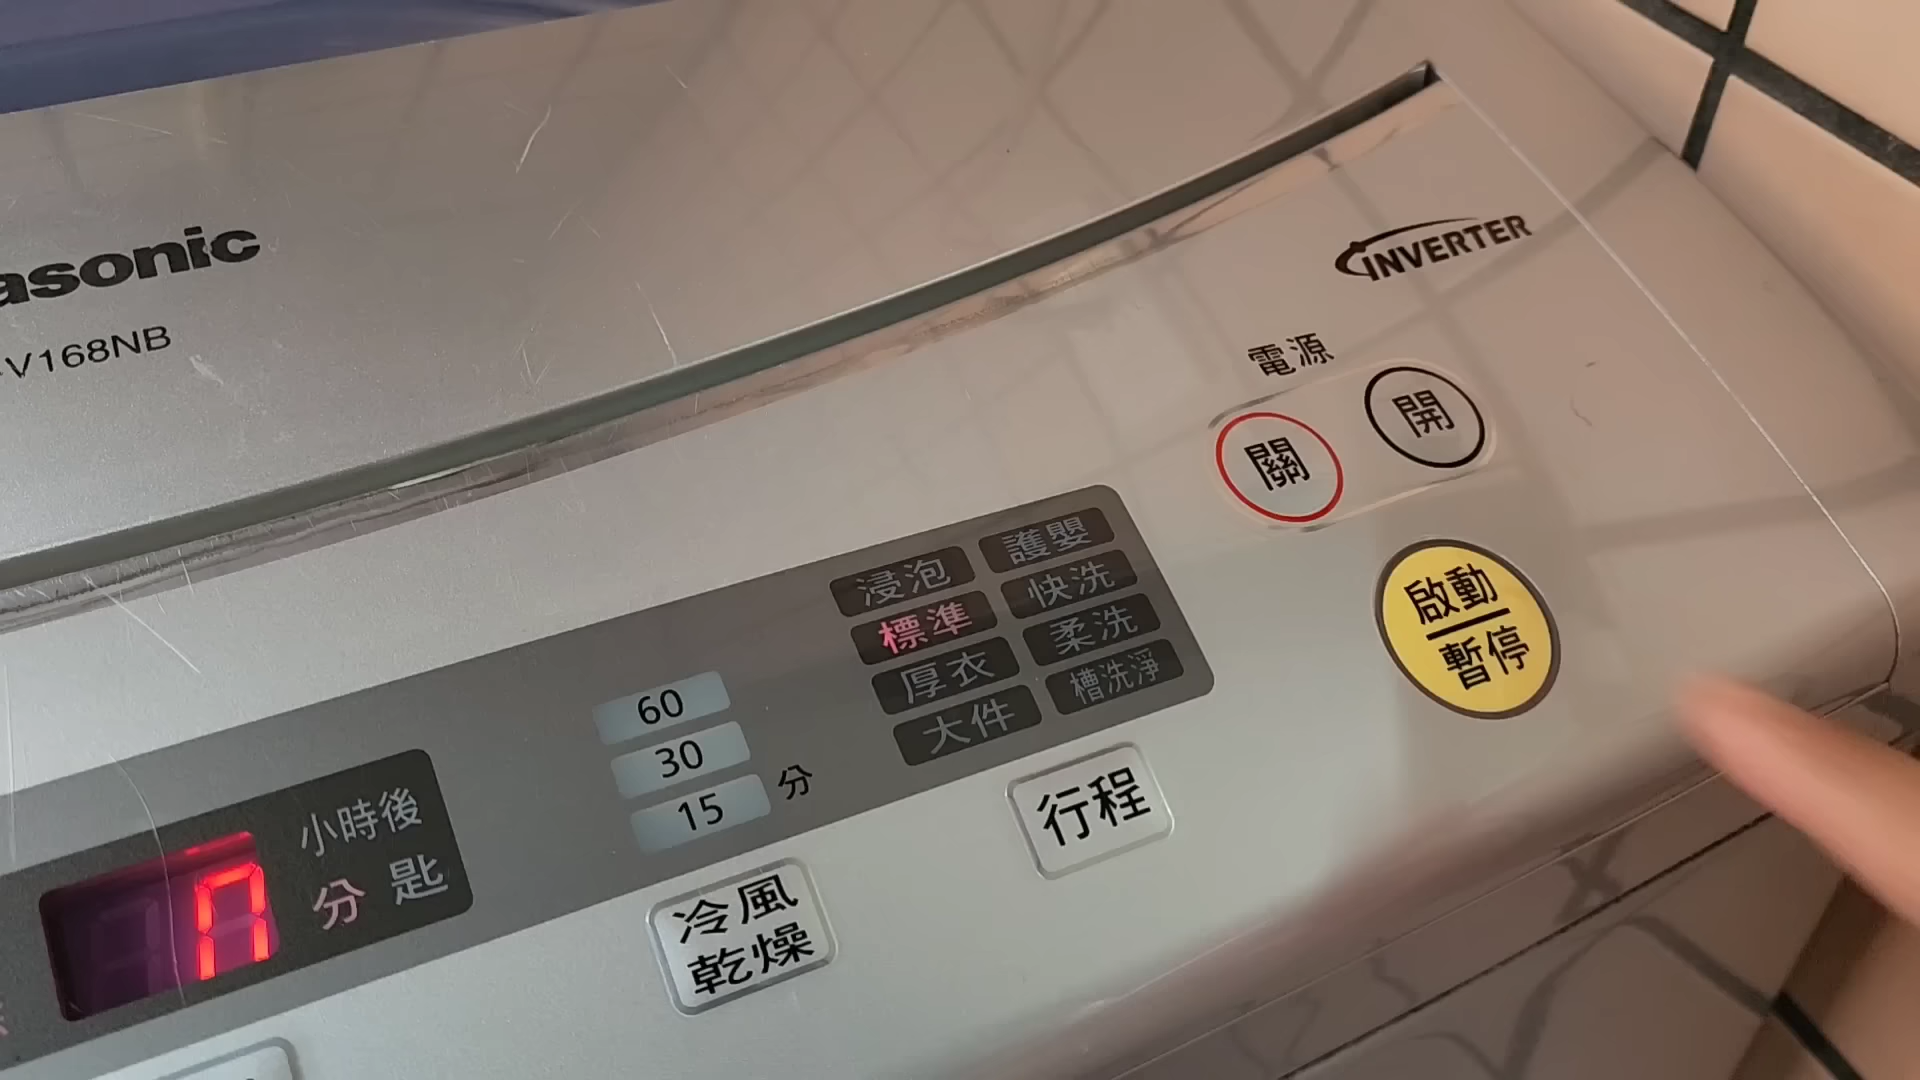 asonic
-V168NB
INVERTER
電源
關
開
啟動
暫停
浸泡
護嬰
標準
快洗
厚衣
柔洗
大件
槽洗淨
60
30
15
分
行程
小時後
分 匙
冷風
乾燥